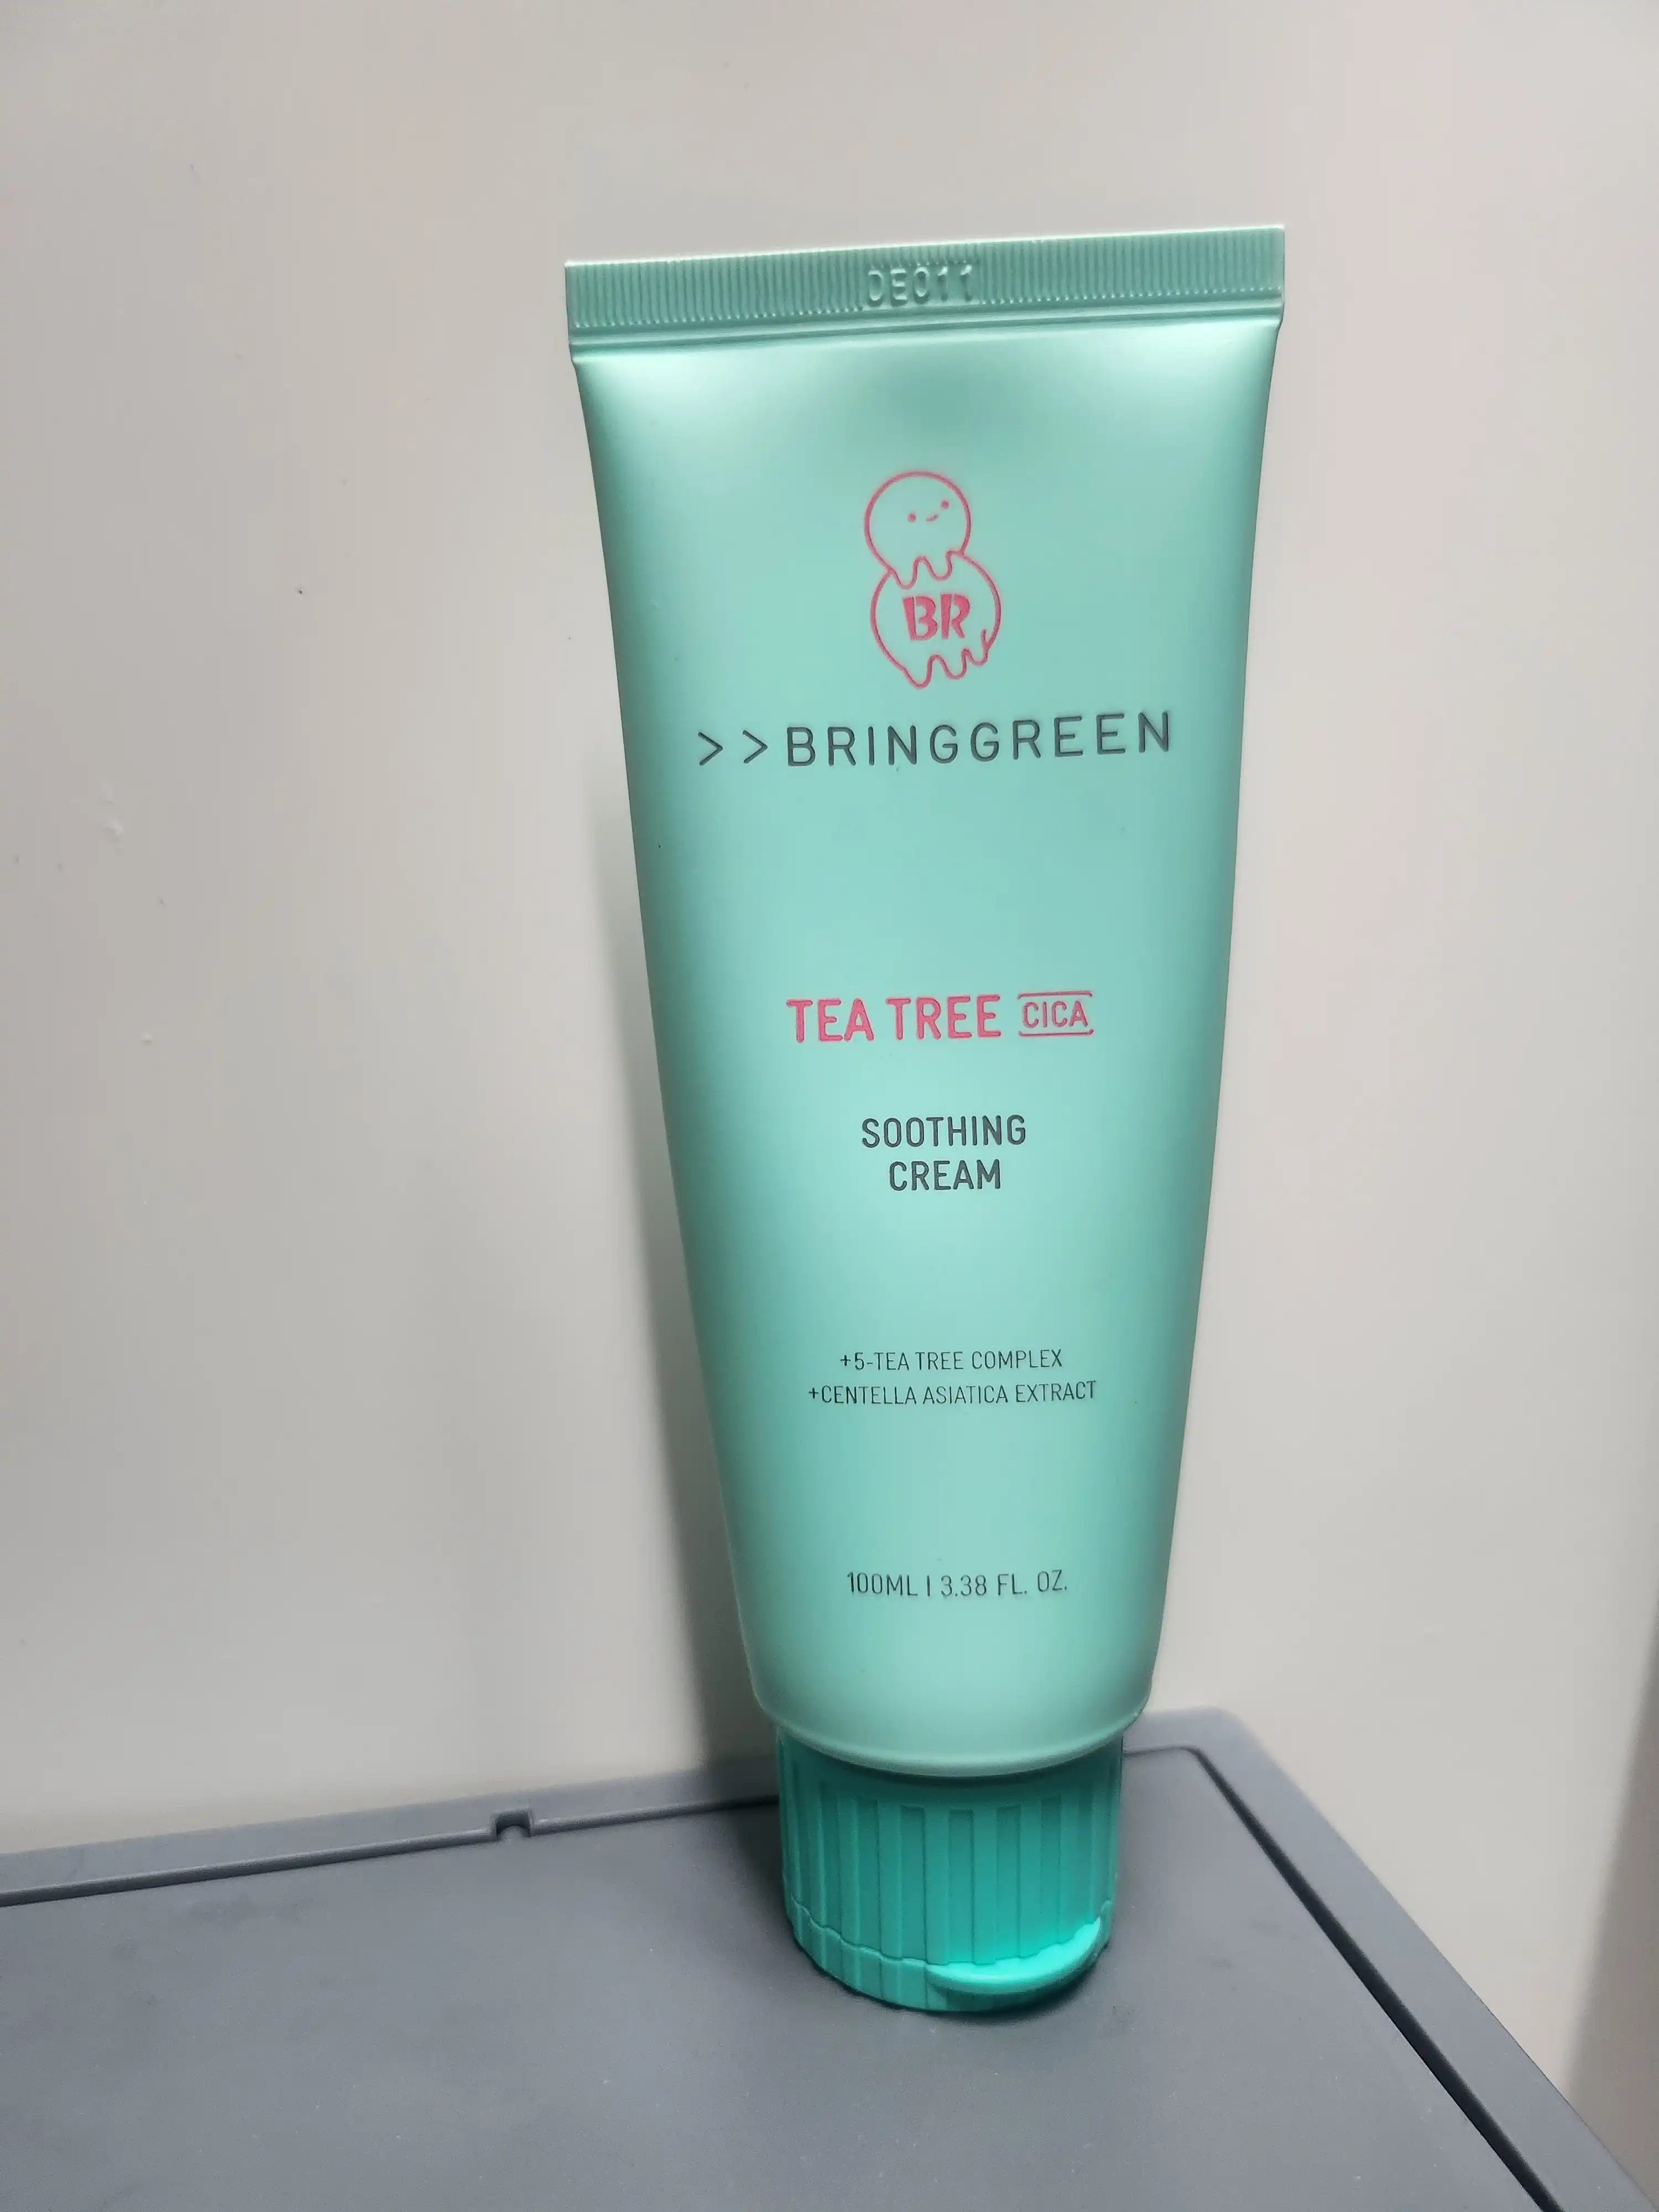 DE011
BR
>>BRINGGREEN
TEA TREE CICA
SOOTHING
CREAM
+5-TEA TREE COMPLEX
+CENTELLA ASIATICA EXTRACT
100ML | 3.38 FL. OZ.